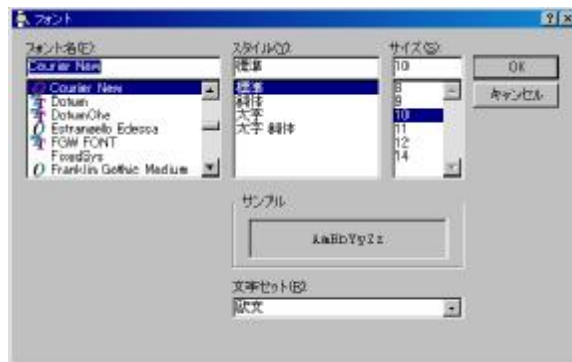 フォント
フォント名(F):
Courier New
Courier New
Dotum
DotumChe
Estrangelo Edessa
FGW FONT
FixedSys
Franklin Gothic Medium
スタイル(Y):
標準
標準
斜体
太字
太字 斜体
サイズ(S):
10
8
9
10
11
12
14
OK
キャンセル
サンプル
AaBbYyZz
文字セット(R):
欧文